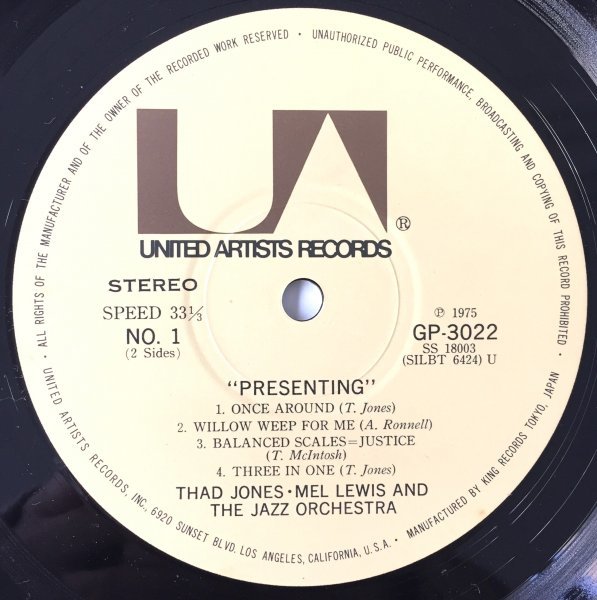 • ALL RIGHTS OF THE MANUFACTURER AND OF THE OWNER OF THE RECORDED WORK RESERVED • UNAUTHORIZED PUBLIC PERFORMANCE, BROADCASTING AND COPYING OF THIS RECORD PROHIBITED •
UA ®
UNITED ARTISTS RECORDS
STEREO
SPEED 33⅓
NO. 1
(2 Sides)
℗ 1975
GP-3022
SS 18003
(SILBT 6424) U
“PRESENTING”
1. ONCE AROUND (T. Jones)
2. WILLOW WEEP FOR ME (A. Ronnell)
3. BALANCED SCALES=JUSTICE
(T. McIntosh)
4. THREE IN ONE (T. Jones)
THAD JONES • MEL LEWIS AND
THE JAZZ ORCHESTRA
UNITED ARTISTS RECORDS, INC., 6920 SUNSET BLVD. LOS ANGELES, CALIFORNIA, U.S.A. • MANUFACTURED BY KING RECORDS TOKYO, JAPAN